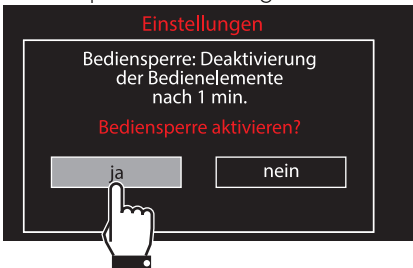 Einstellungen
Bediensperre: Deaktivierung
der Bedienelemente
nach 1 min.
Bediensperre aktivieren?
ja
nein